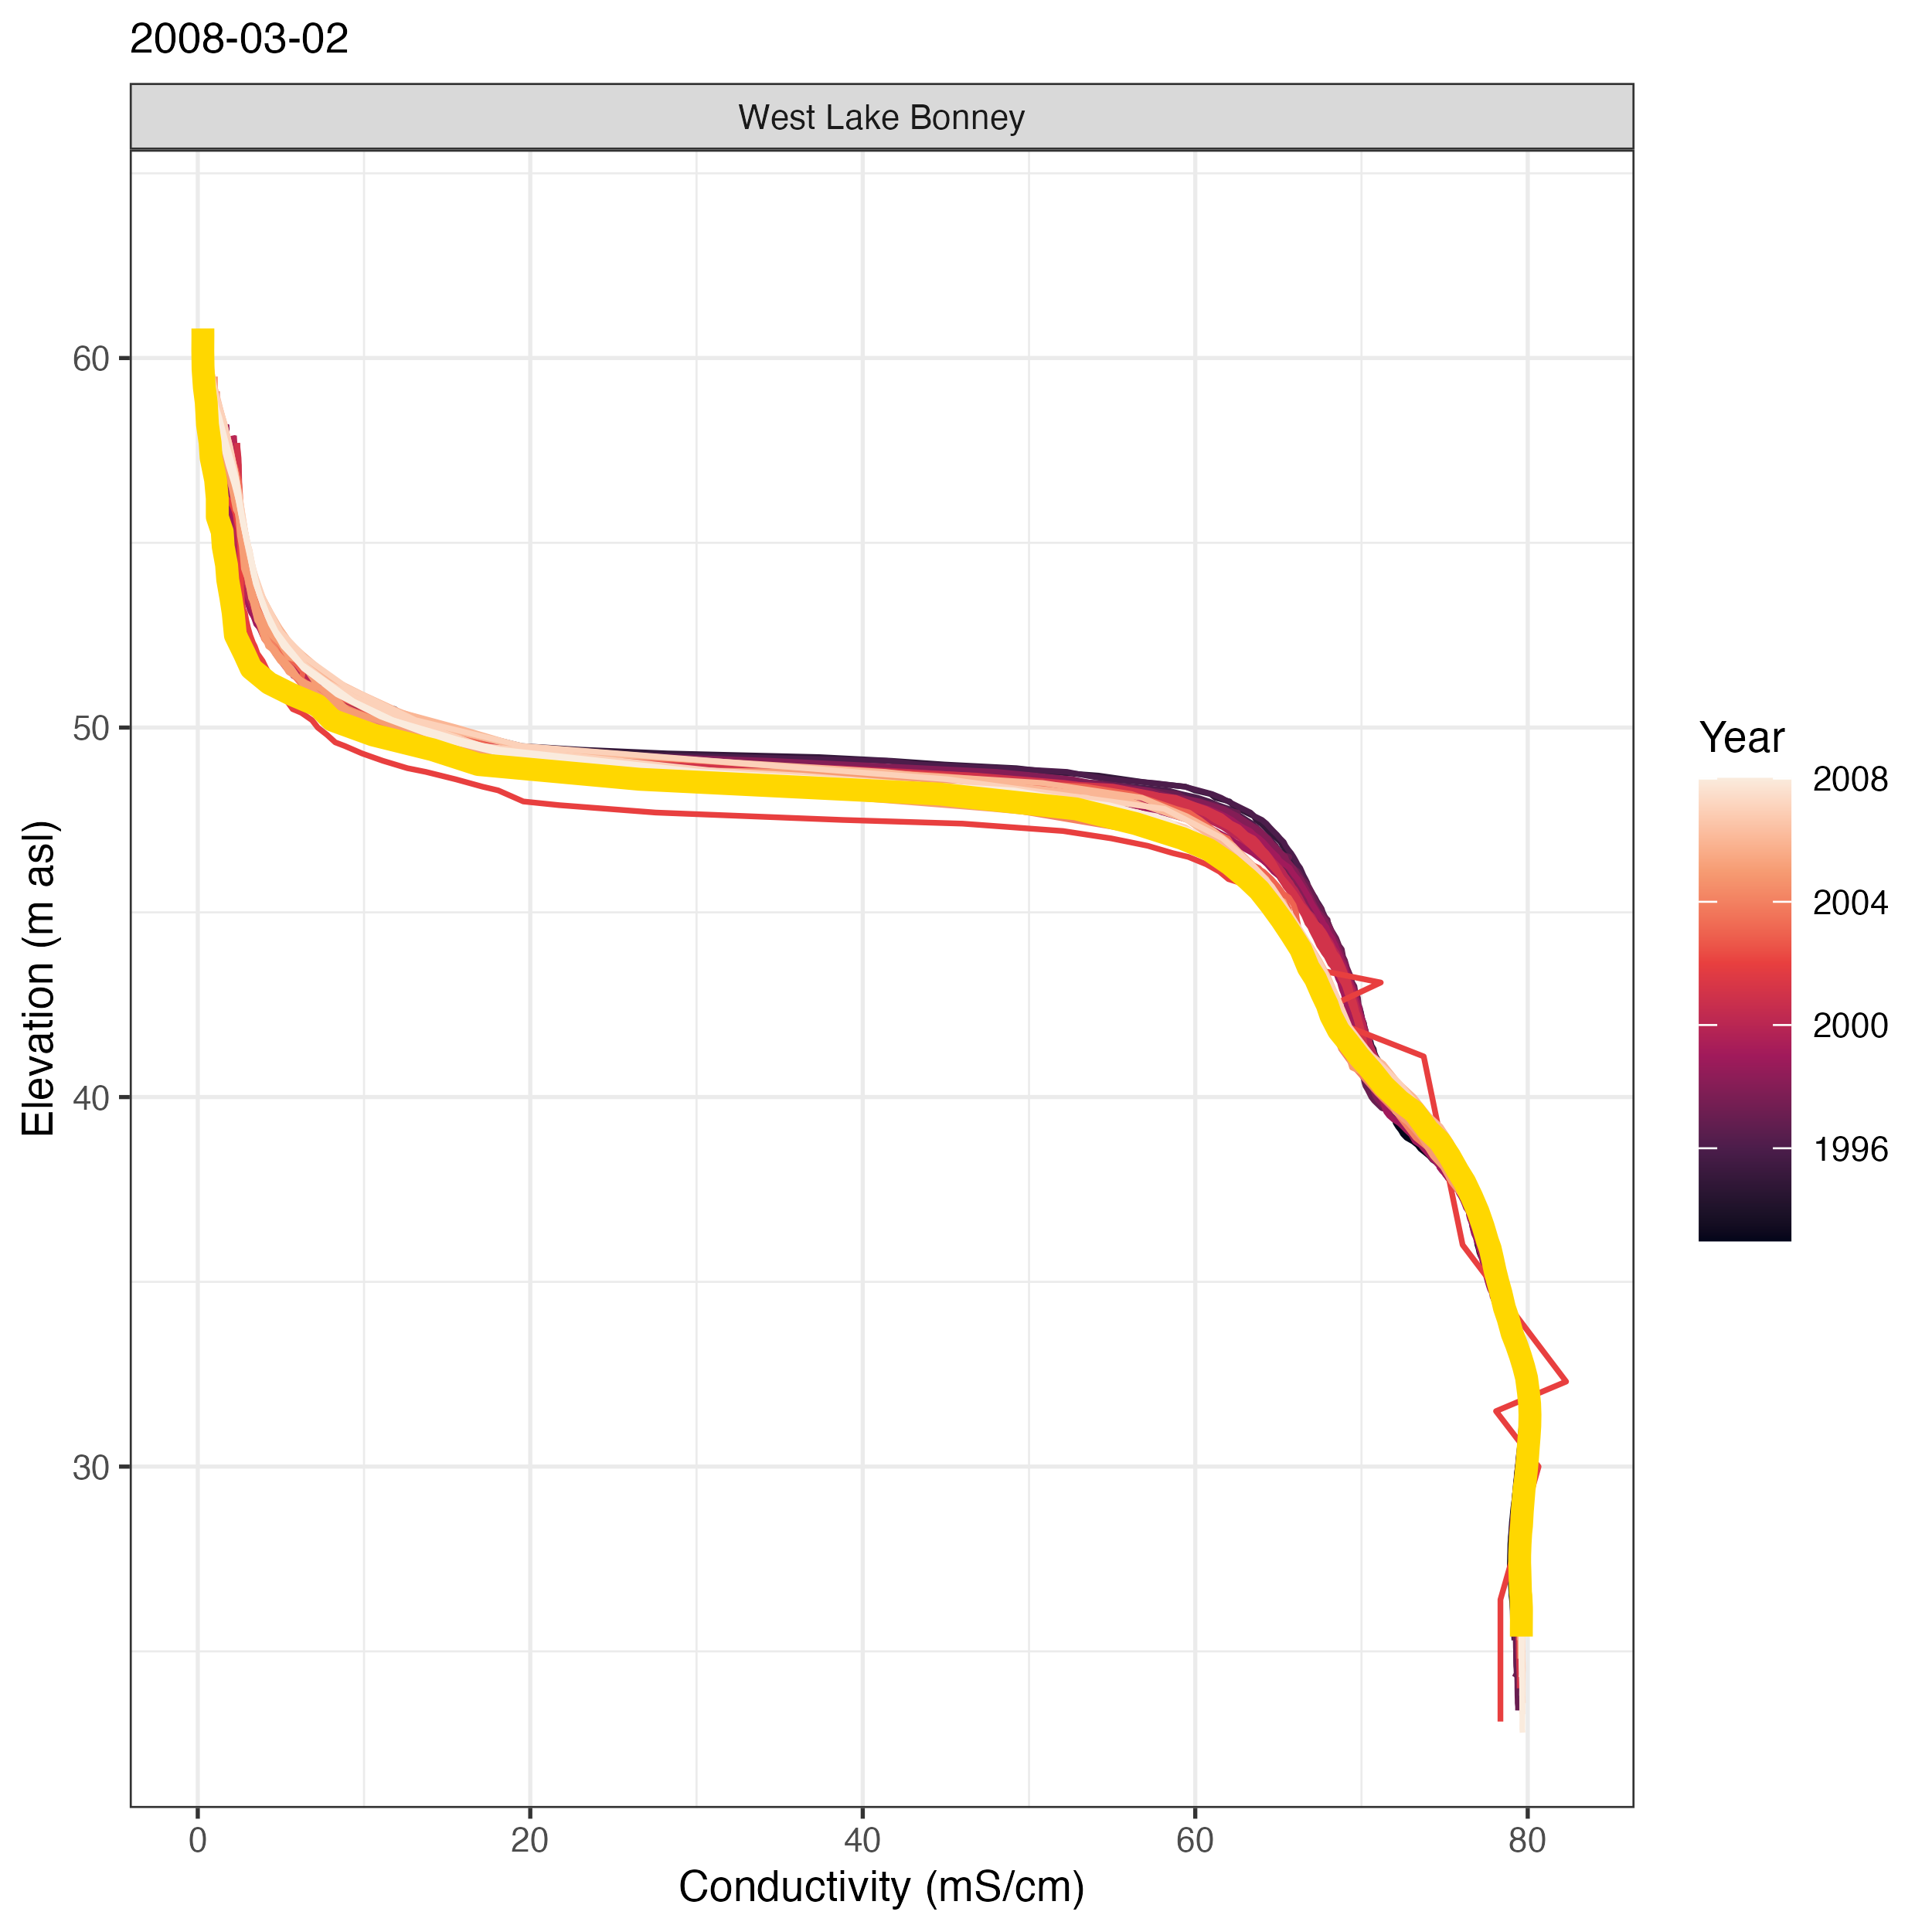 2008-03-02
West Lake Bonney
60
50
40
30
Elevation (m asl)
0 20 40 60 80
Conductivity (mS/cm)
Year
2008
2004
2000
1996